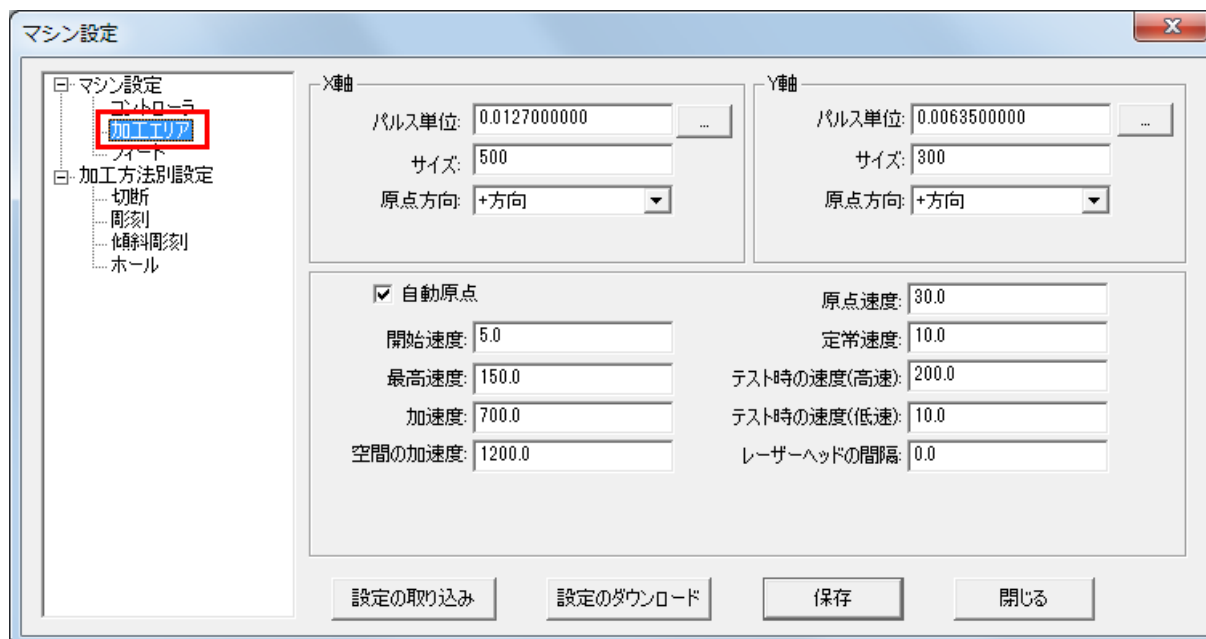 マシン設定
マシン設定
コントローラ
加工エリア
フィード
加工方法別設定
切断
彫刻
傾斜彫刻
ホール
X軸
パルス単位: 0.0127000000 ...
サイズ: 500
原点方向: +方向
Y軸
パルス単位: 0.0063500000 ...
サイズ: 300
原点方向: +方向
自動原点
開始速度: 5.0
最高速度: 150.0
加速度: 700.0
空間の加速度: 1200.0
原点速度: 30.0
定常速度: 10.0
テスト時の速度(高速): 200.0
テスト時の速度(低速): 10.0
レーザーヘッドの間隔: 0.0
設定の取り込み 設定のダウンロード 保存 閉じる